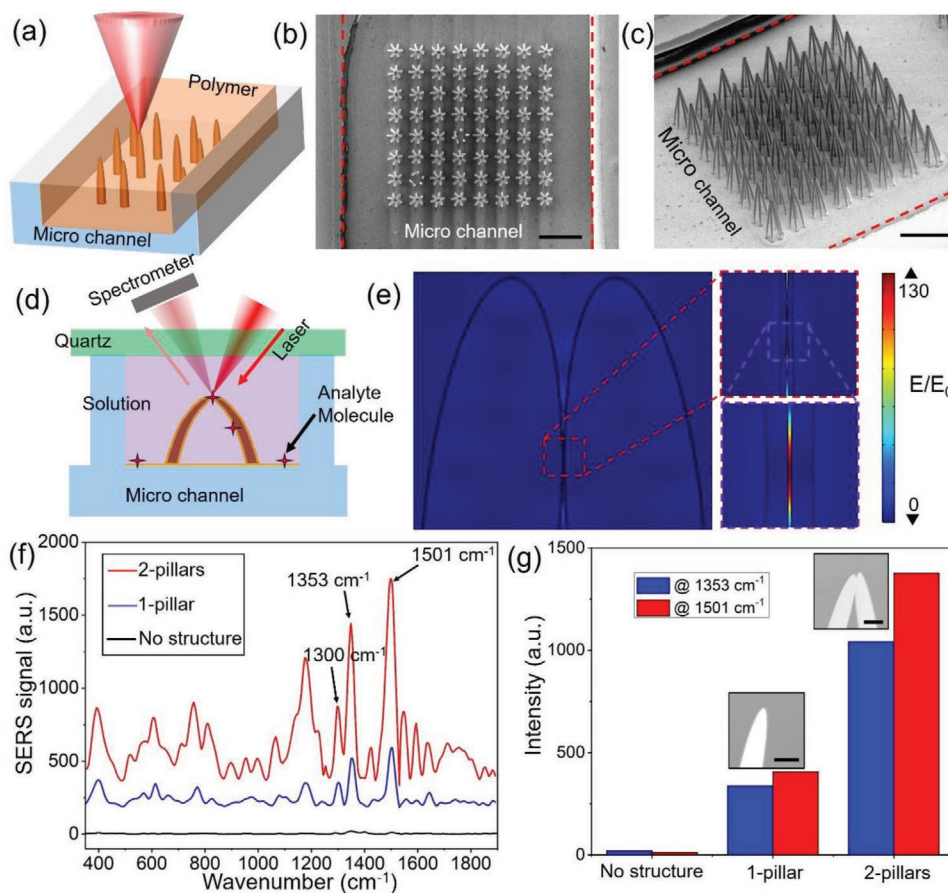 (a)
Polymer
Micro channel
(b)
Micro channel
(c)
Micro channel
(d)
Spectrometer
Quartz
Laser
Solution
Analyte
Molecule
Micro channel
(e)
130
E/E₀
0
(f)
2000
1500
1000
500
0
SERS signal (a.u.)
2-pillars
1-pillar
No structure
1300 cm⁻¹
1353 cm⁻¹
1501 cm⁻¹
400 600 800 1000 1200 1400 1600 1800
Wavenumber (cm⁻¹)
(g)
1500
1000
500
0
Intensity (a.u.)
@ 1353 cm⁻¹
@ 1501 cm⁻¹
No structure 1-pillar 2-pillars